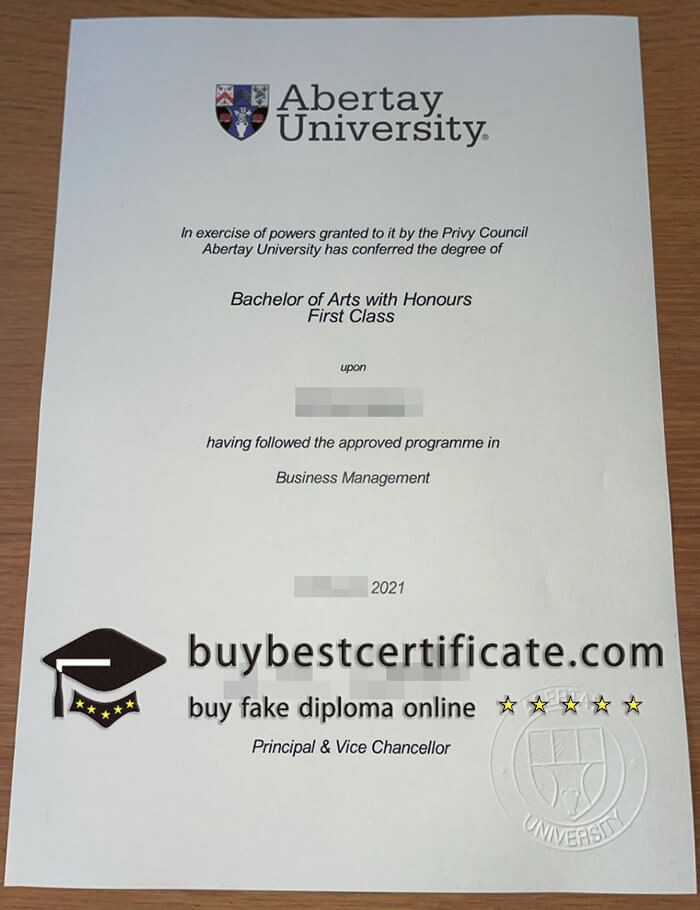 Abertay
University®
In exercise of powers granted to it by the Privy Council
Abertay University has conferred the degree of
Bachelor of Arts with Honours
First Class
upon
having followed the approved programme in
Business Management
2021
buybestcertificate.com
buy fake diploma online
Principal & Vice Chancellor
UNIVERSITY